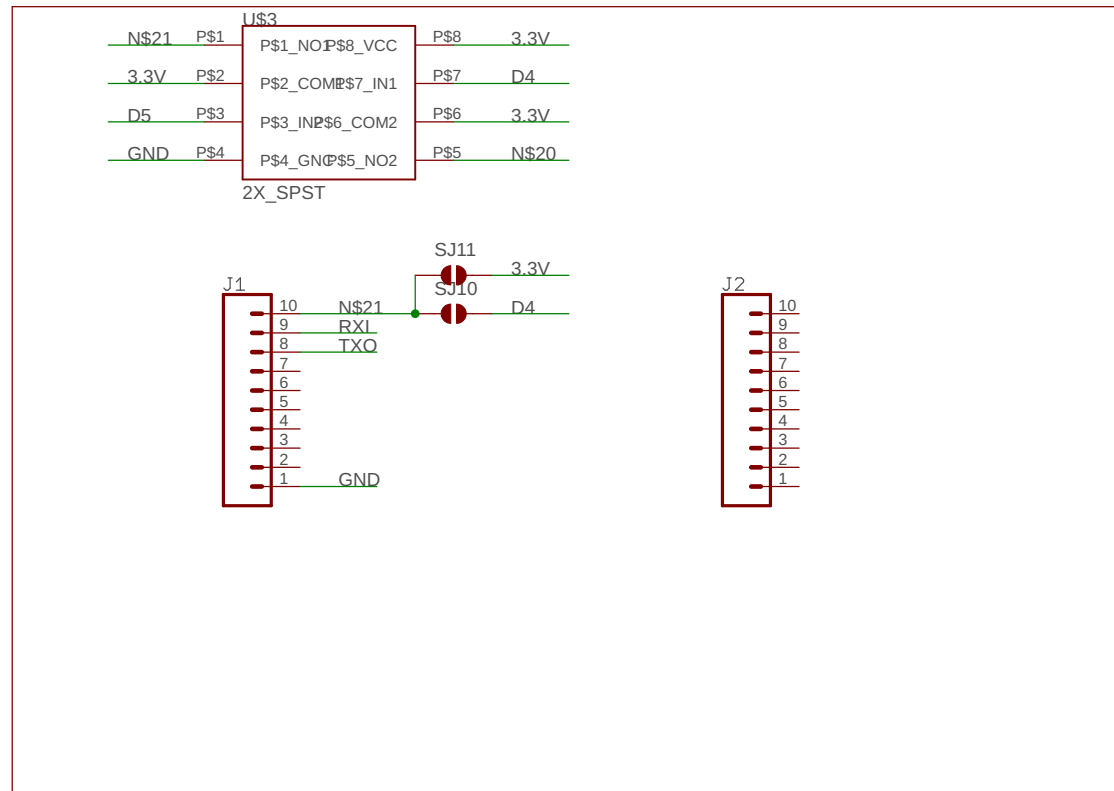 U$3
N$21 P$1 P$1_NO1 P$8_VCC P$8 3.3V
3.3V P$2 P$2_COM1 P$7_IN1 P$7 D4
D5 P$3 P$3_IN2 P$6_COM2 P$6 3.3V
GND P$4 P$4_GND P$5_NO2 P$5 N$20
2X_SPST
SJ11
3.3V
J1
SJ10
10 N$21 D4
9 RXI
8 TXO
7
6
5
4
3
2
1 GND
J2
10
9
8
7
6
5
4
3
2
1